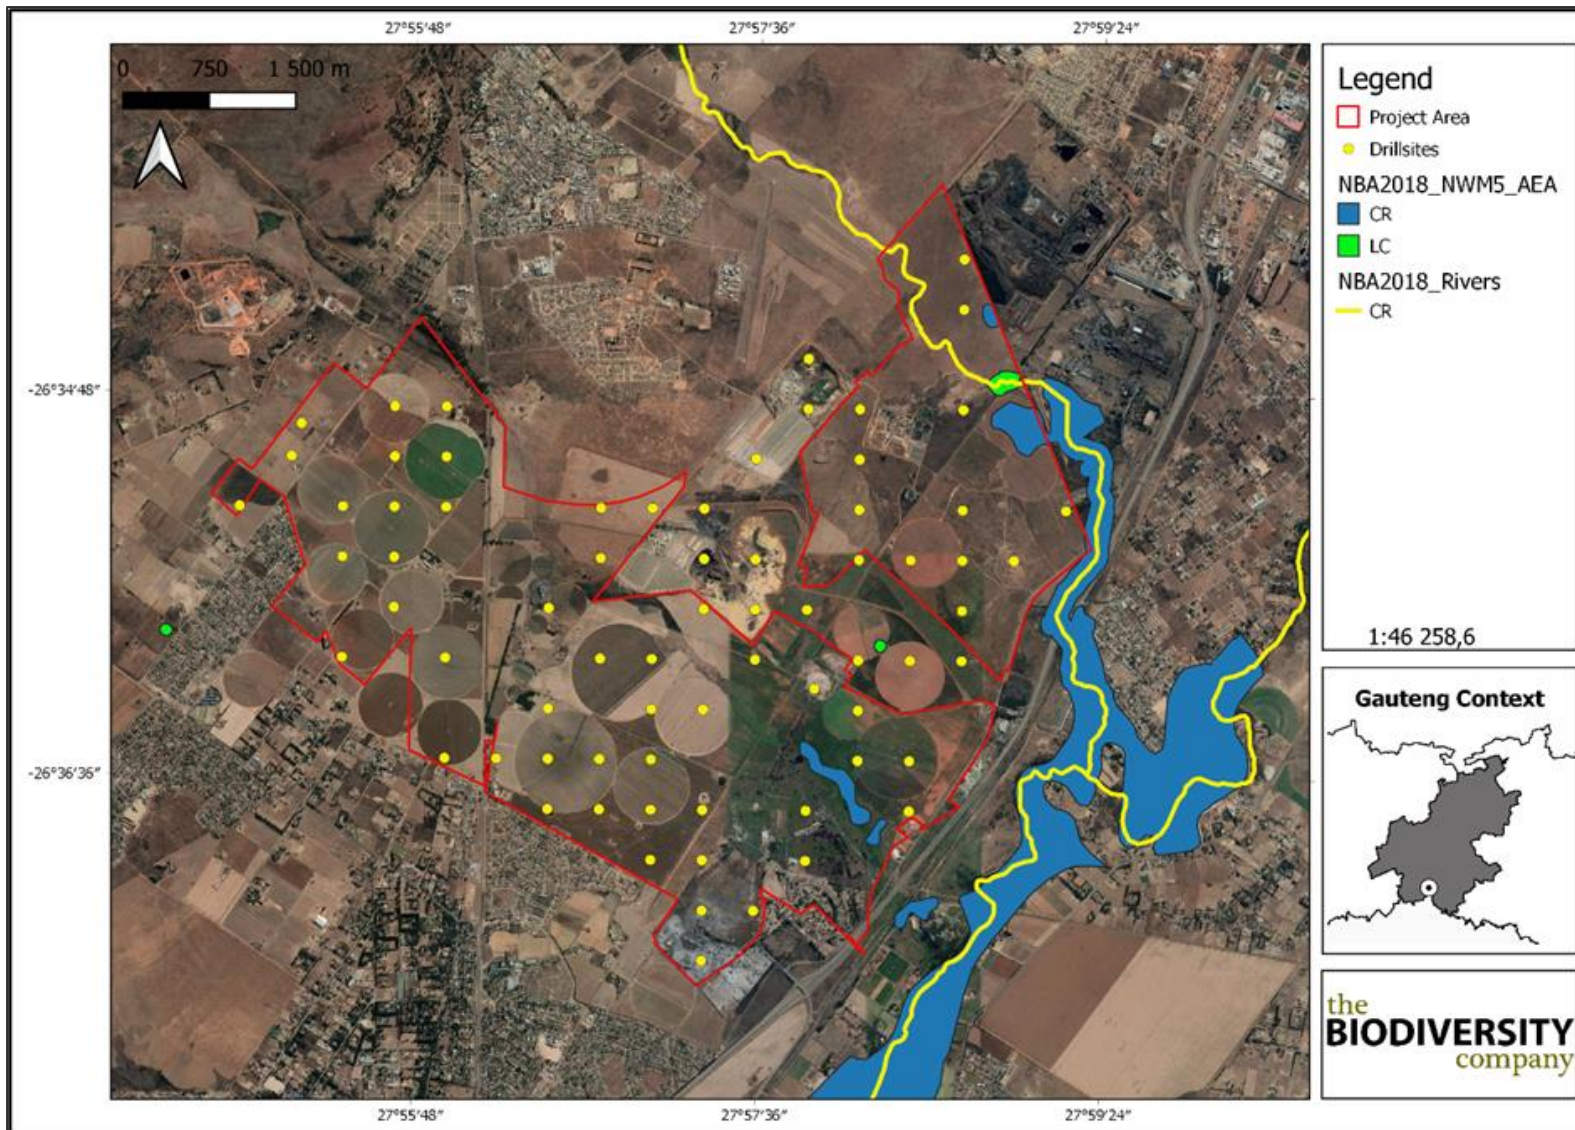 27°55′48″ 27°57′36″ 27°59′24″
0 750 1 500 m
-26°34′48″
-26°36′36″
27°55′48″ 27°57′36″ 27°59′24″
Legend
Project Area
Drillsites
NBA2018_NWM5_AEA
CR
LC
NBA2018_Rivers
CR
1:46 258,6
Gauteng Context
the
BIODIVERSITY
company